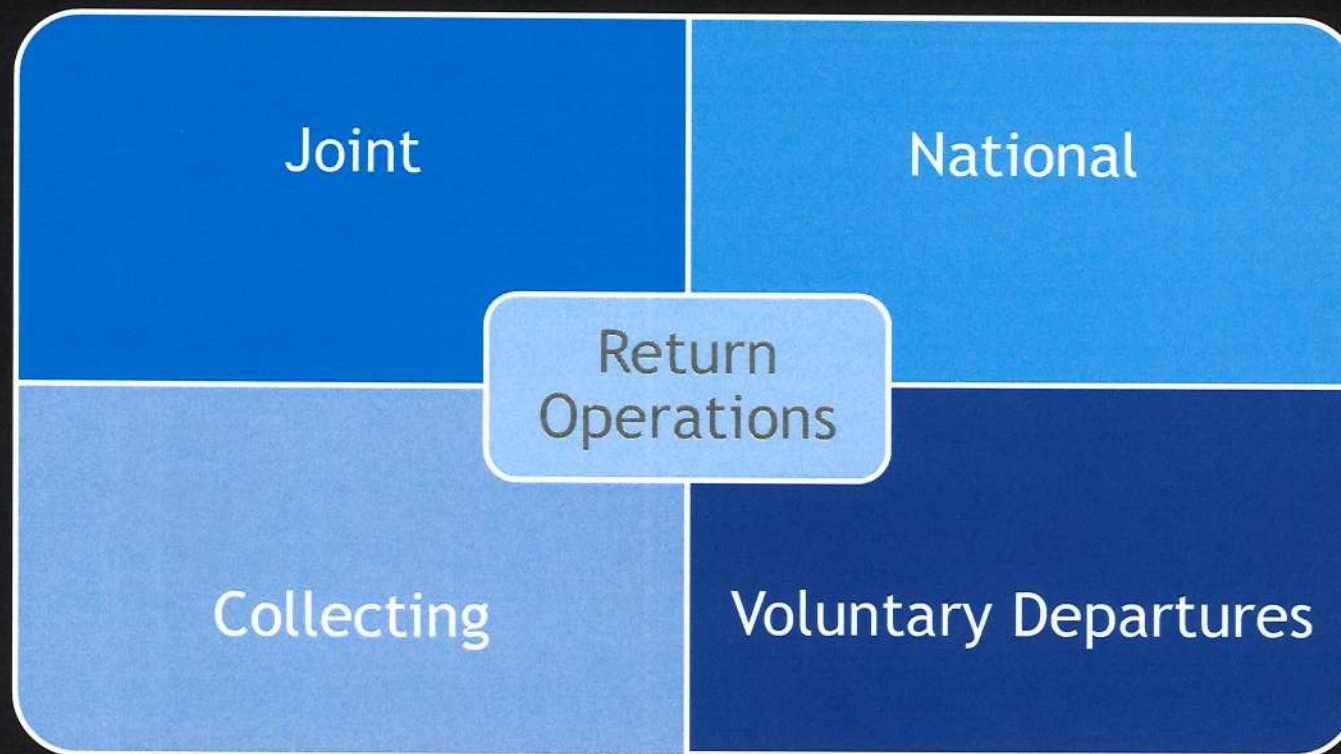 Joint
National
Return
Operations
Collecting
Voluntary Departures